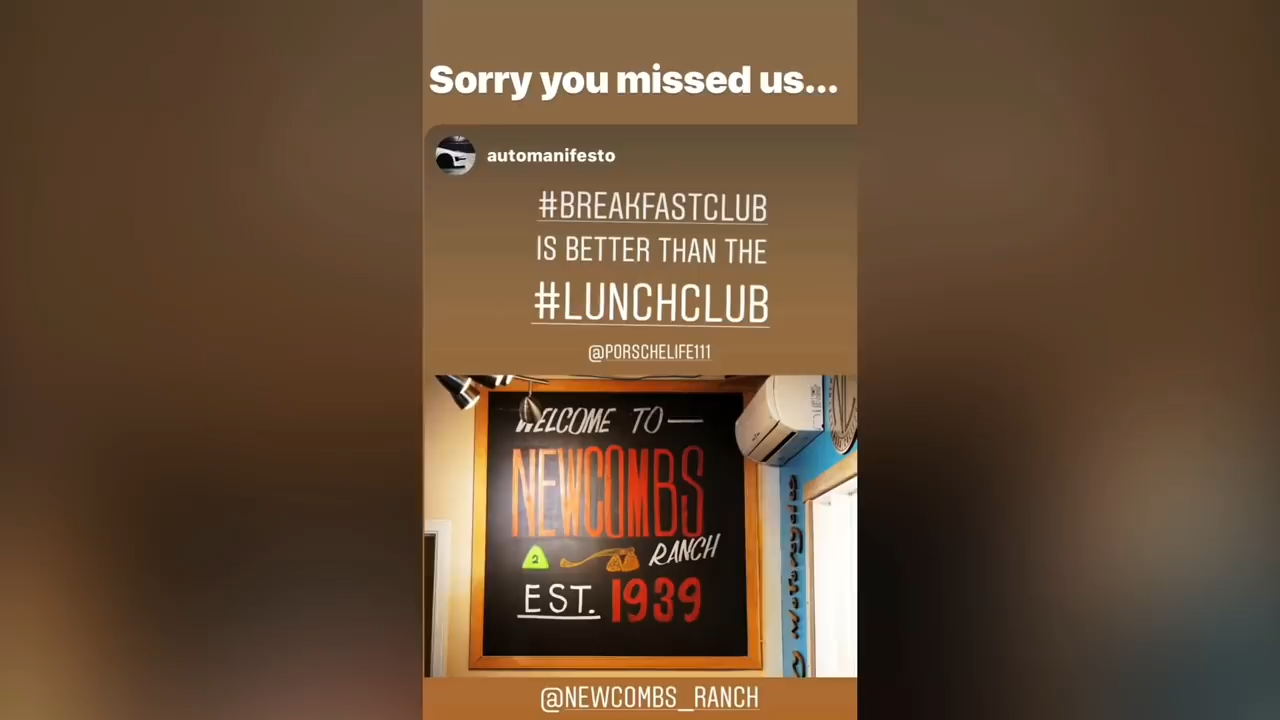 Sorry you missed us...
automanifesto
#BREAKFASTCLUB
IS BETTER THAN THE
#LUNCHCLUB
@PORSCHELIFE111
WELCOME TO —
NEWCOMBS
2
RANCH
EST. 1939
@NEWCOMBS_RANCH